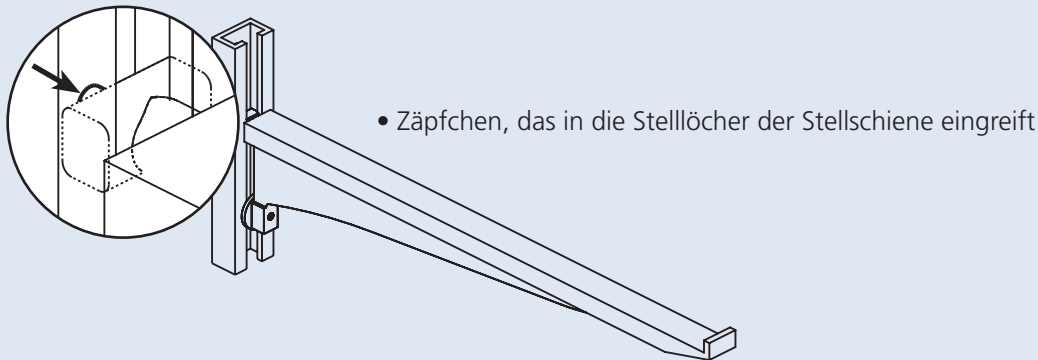 • Zäpfchen, das in die Stelllöcher der Stellschiene eingreift